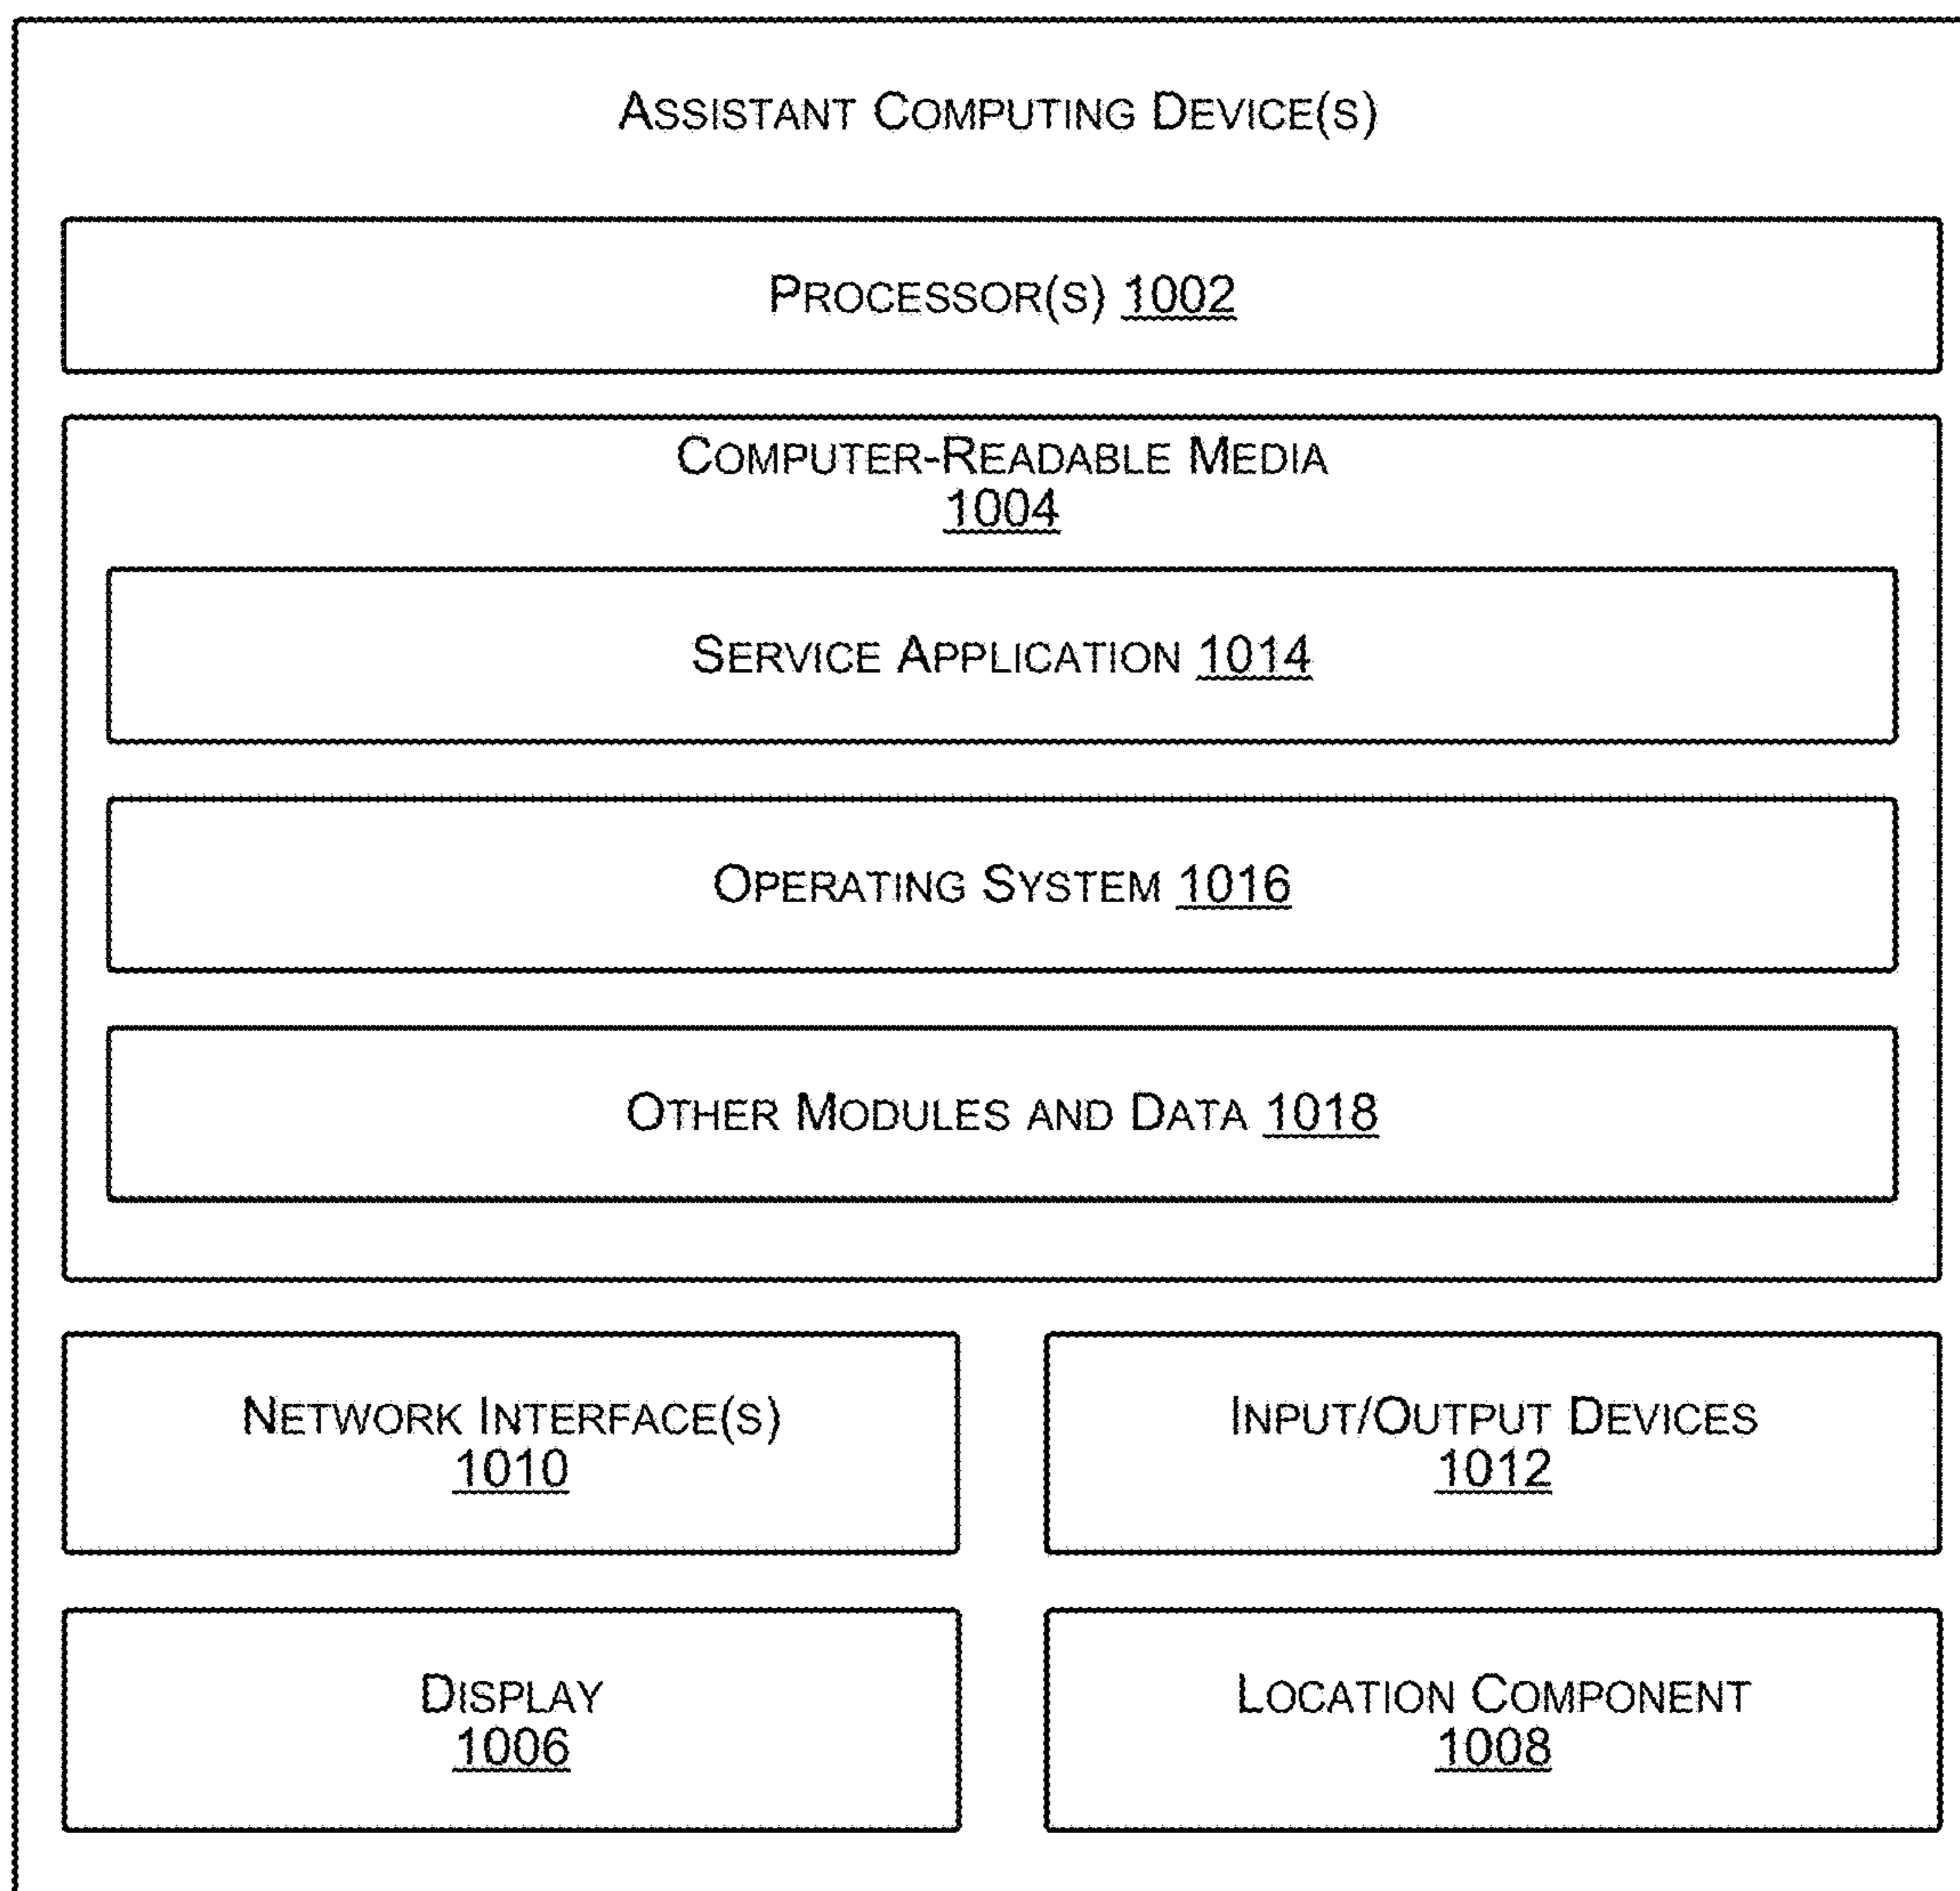 ASSISTANT COMPUTING DEVICE(S)
PROCESSOR(S) 1002
COMPUTER-READABLE MEDIA
1004
SERVICE APPLICATION 1014
OPERATING SYSTEM 1016
OTHER MODULES AND DATA 1018
NETWORK INTERFACE(S)
1010
INPUT/OUTPUT DEVICES
1012
DISPLAY
1006
LOCATION COMPONENT
1008